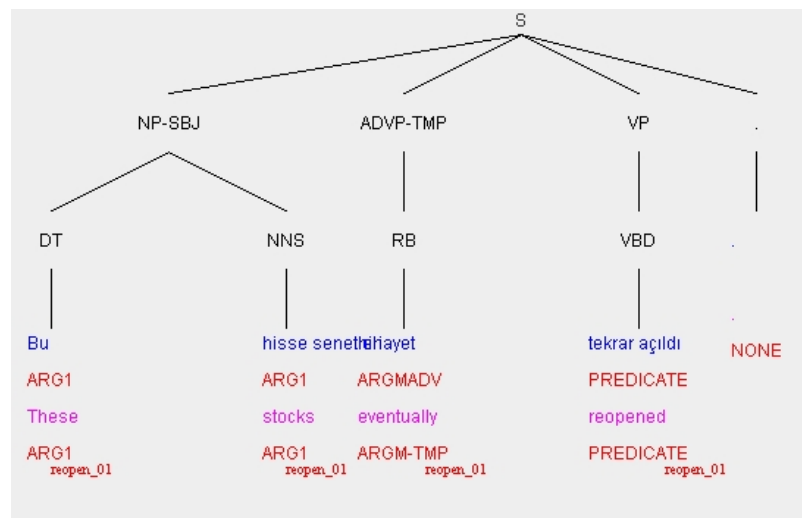 S
NP-SBJ ADVP-TMP VP .
DT NNS RB VBD .
.
Bu hisse senetleri nihayet tekrar açıldı
ARG1 ARG1 ARGMADV PREDICATE NONE
These stocks eventually reopened
ARG1 ARG1 ARGM-TMP PREDICATE
reopen_01 reopen_01 reopen_01 reopen_01